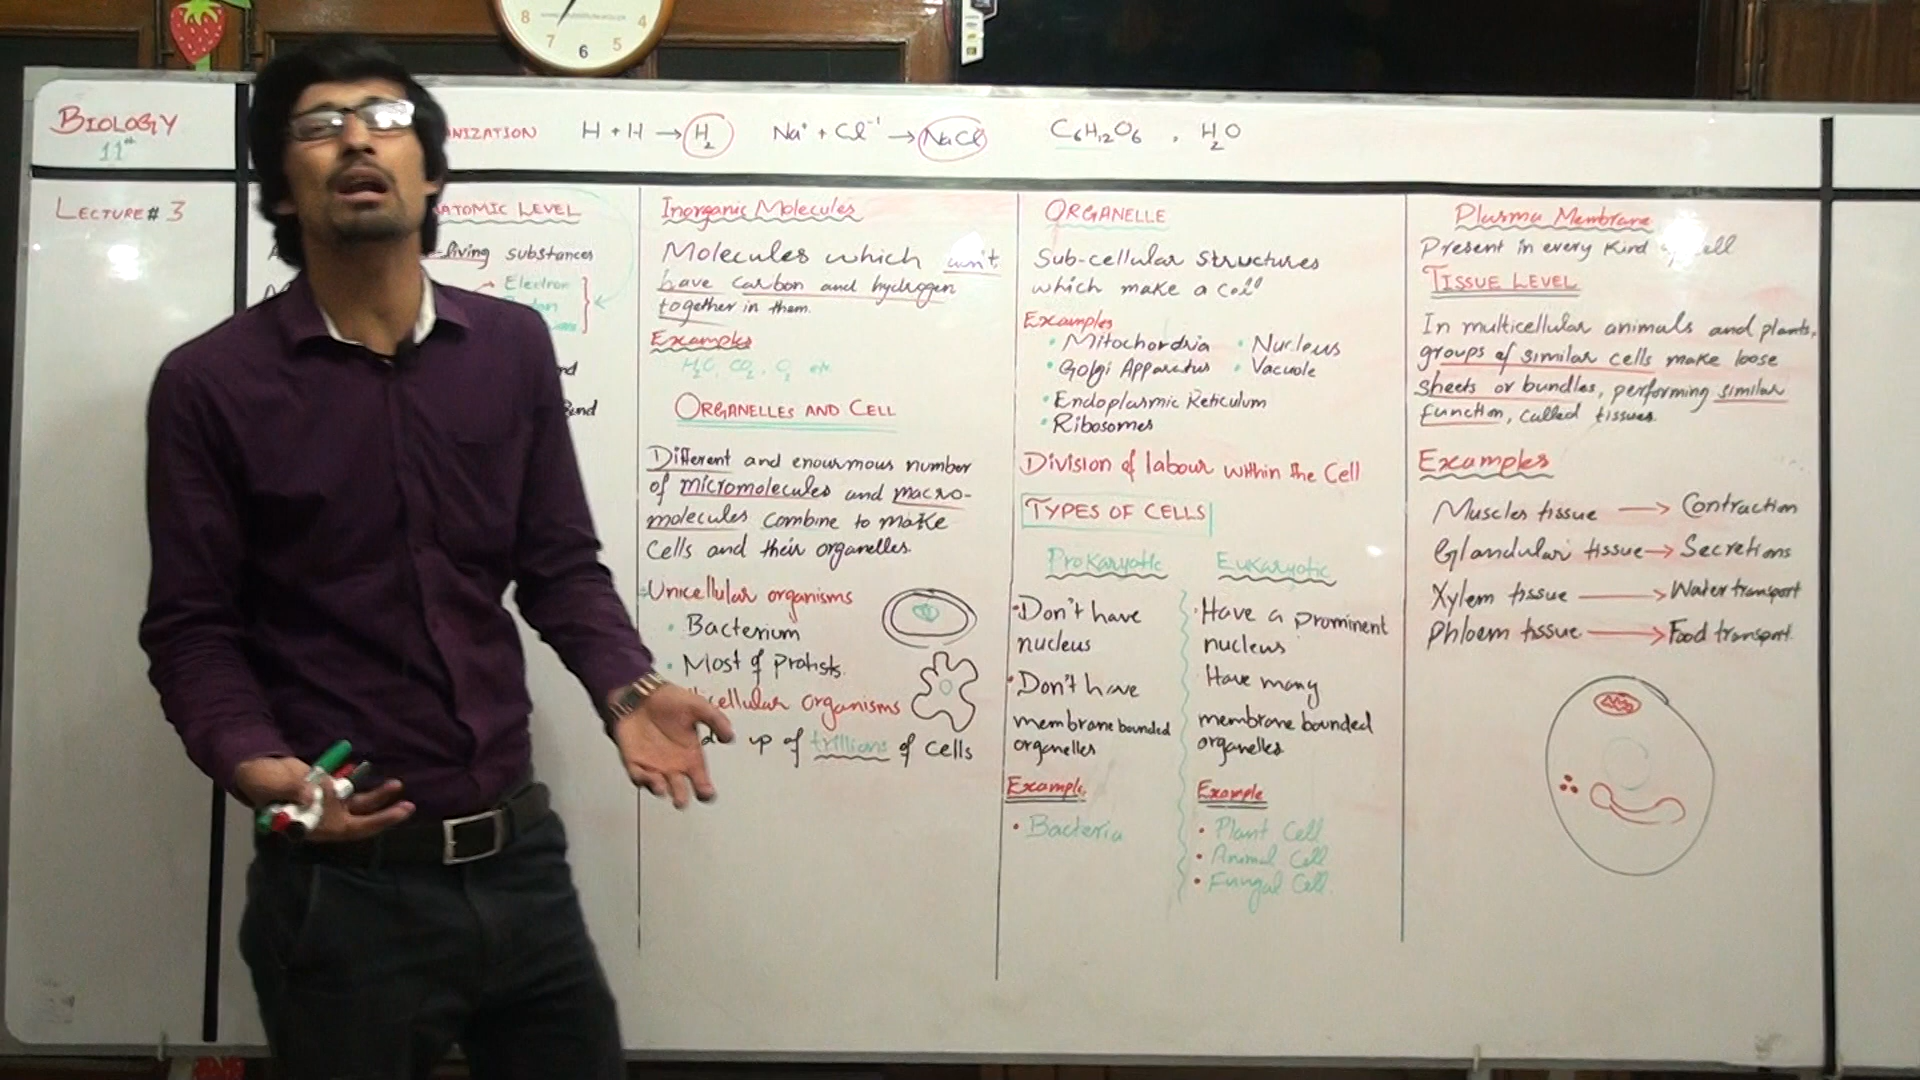 8 4
7 6 5
BIOLOGY
11th
NIZATION H + H → H2 Na+ + Cl-1 → NaCl C6H12O6 , H2O
LECTURE # 3
ATOMIC LEVEL
living substances
Electron
Inorganic Molecules
Molecules which
have carbon and hydrogen
together in them.
Examples
H2O, CO2, O2 etc
ORGANELLES AND CELL
Different and enourmous number
of micromolecules and macro-
molecules combine to make
Cells and their organelles.
Unicellular organisms
• Bacterium
• Most of Protists.
cellular organisms
up of trillions of cells
ORGANELLE
Sub-cellular structures
which make a cell
Examples
• Mitochordria • Nucleus
• Golgi Apparatus • Vacuole
• Endoplasmic Reticulum
• Ribosomes
Division of labour within the Cell
TYPES OF CELLS
Prokaryotic
• Don't have
nucleus
• Don't have
membrane bounded
organelles
Example
• Bacteria
Eukaryotic
• Have a prominent
nucleus
Have many
membrane bounded
organelles
Example
• Plant Cell
• Animal Cell
• Fungal Cell.
Plasma Membrane
Present in every kind of cell
TISSUE LEVEL
In multicellular animals and plants,
groups of similar cells make loose
sheets or bundles, performing similar
function, called tissues.
Examples
Muscles tissue → Contraction
Glandular tissue → Secretions
Xylem tissue → Water transport
Phloem tissue → Food transport.